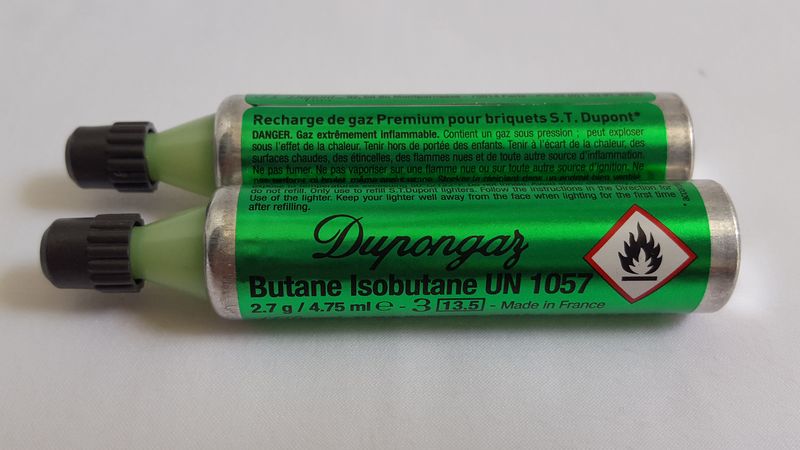 Recharge de gaz Premium pour briquets S.T. Dupont*
DANGER. Gaz extrêmement inflammable. Contient un gaz sous pression ; peut exploser
sous l'effet de la chaleur. Tenir hors de portée des enfants. Tenir à l'écart de la chaleur, des
surfaces chaudes, des étincelles, des flammes nues et de toute autre source d'inflammation.
Ne pas fumer. Ne pas vaporiser sur une flamme nue ou sur toute autre source d'ignition. Ne
do not refill. Only use to refill S.T.Dupont lighters. Follow the instructions in the Direction for
Use of the lighter. Keep your lighter well away from the face when lighting for the first time
after refilling.
Dupongaz
Butane Isobutane UN 1057
2.7 g / 4.75 ml ℮ - 3 13.5 - Made in France